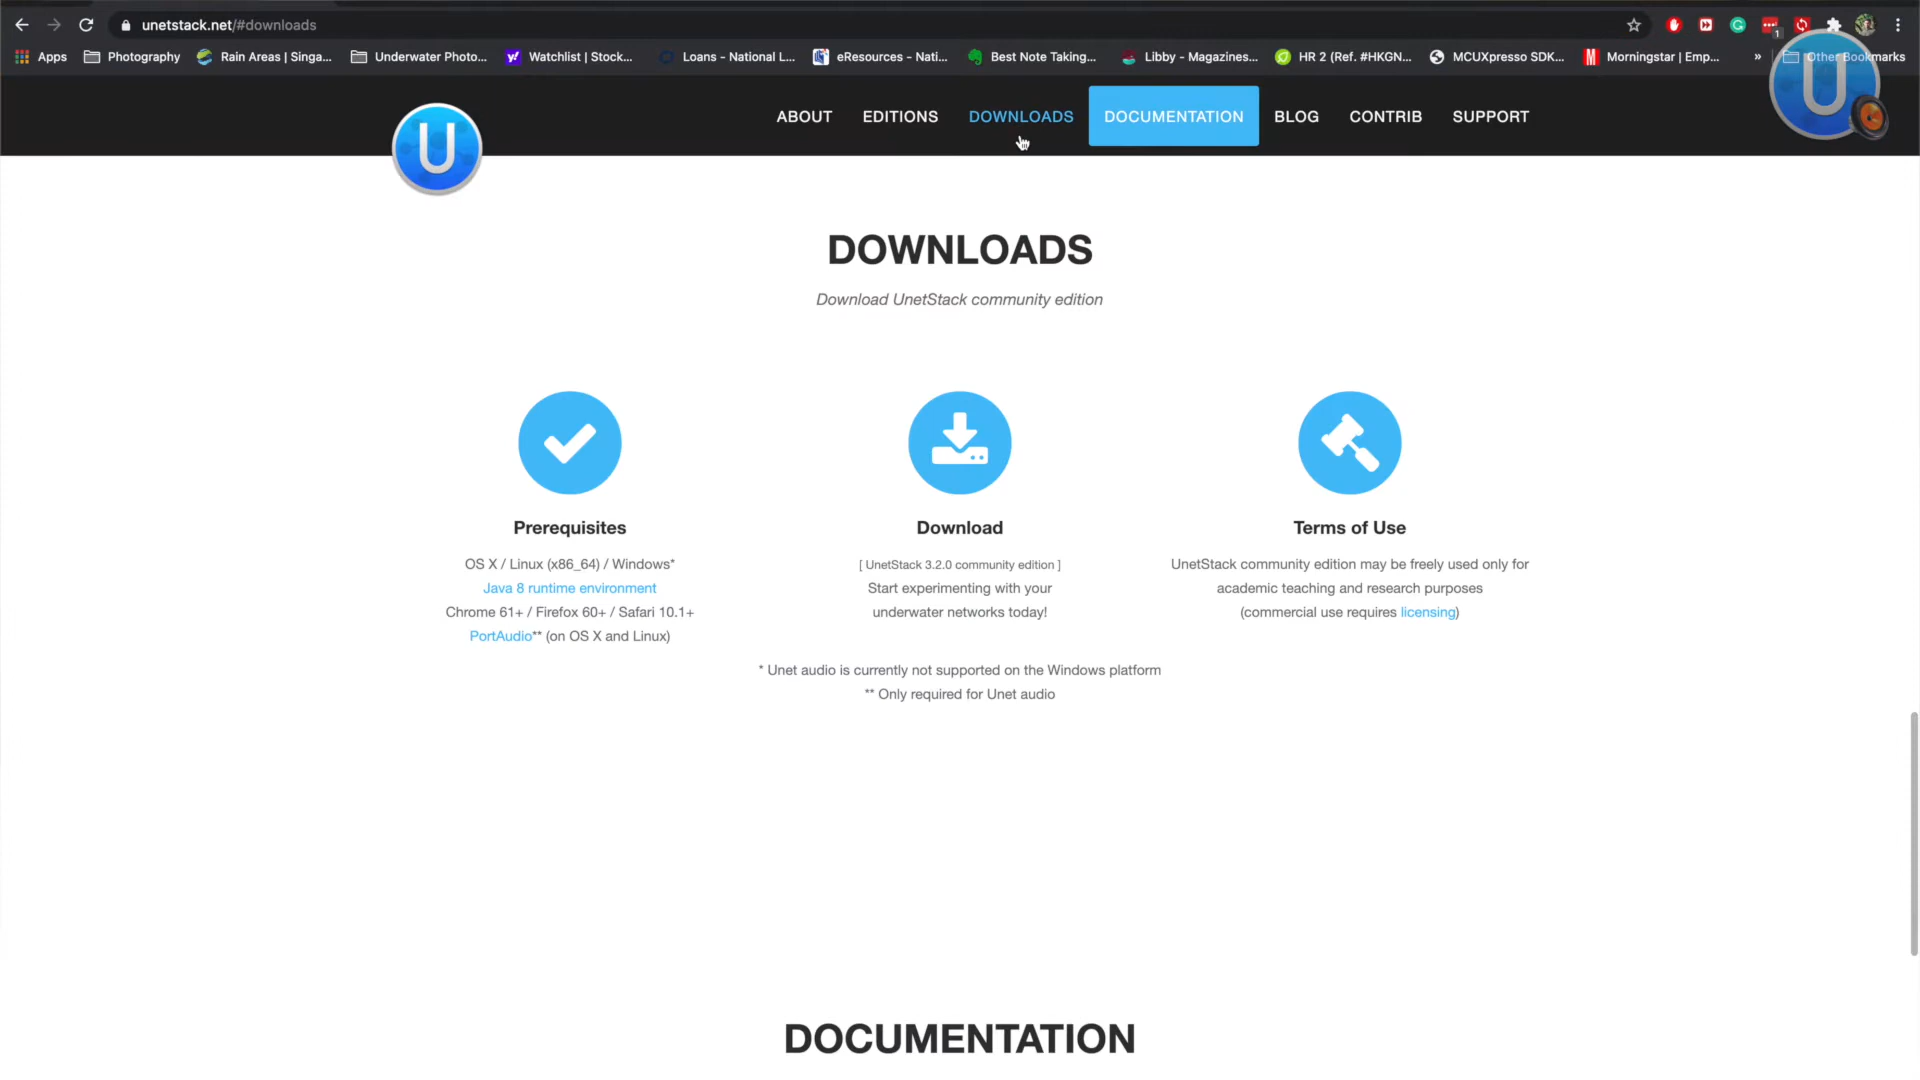 unetstack.net/#downloads
1
Apps
Photography
Rain Areas | Singa...
Underwater Photo...
Watchlist | Stock...
Loans - National L...
eResources - Nati...
Best Note Taking...
Libby - Magazines...
HR 2 (Ref. #HKGN...
MCUXpresso SDK...
Morningstar | Emp...
»
Other Bookmarks
U
U
ABOUT
EDITIONS
DOWNLOADS
DOCUMENTATION
BLOG
CONTRIB
SUPPORT
DOWNLOADS
Download UnetStack community edition
Prerequisites
OS X / Linux (x86_64) / Windows*
Java 8 runtime environment
Chrome 61+ / Firefox 60+ / Safari 10.1+
PortAudio** (on OS X and Linux)
Download
[ UnetStack 3.2.0 community edition ]
Start experimenting with your
underwater networks today!
Terms of Use
UnetStack community edition may be freely used only for
academic teaching and research purposes
(commercial use requires licensing)
* Unet audio is currently not supported on the Windows platform
** Only required for Unet audio
DOCUMENTATION